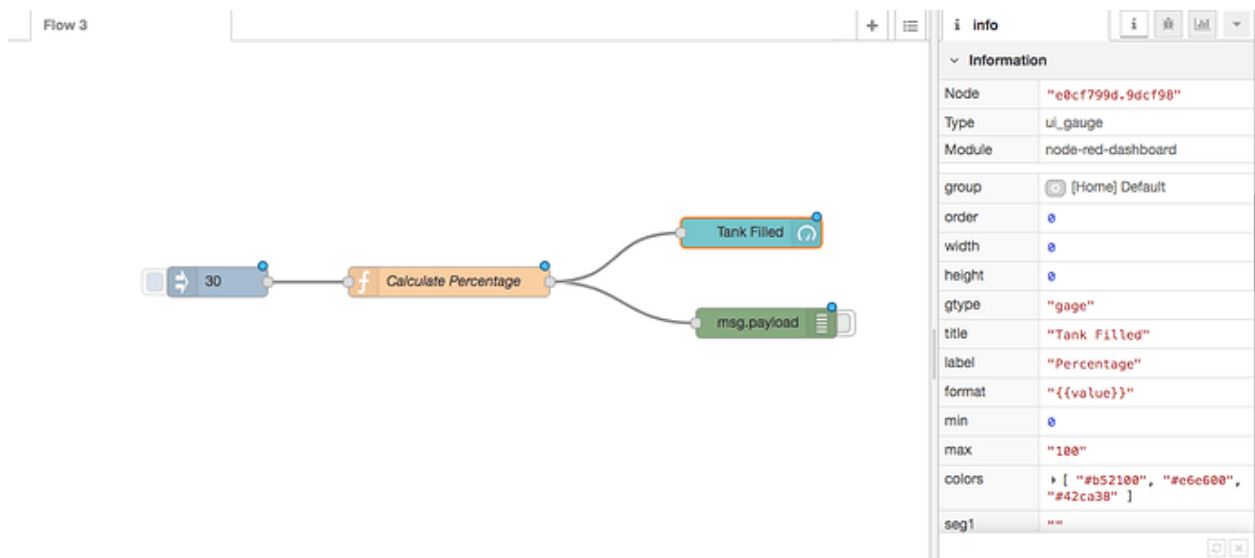 Flow 3
+
i info
i
Information
Node "e0cf799d.9dcf98"
Type ui_gauge
Module node-red-dashboard
group [Home] Default
order 0
width 0
height 0
gtype "gage"
title "Tank Filled"
label "Percentage"
format "{{value}}"
min 0
max "100"
colors [ "#b52100", "#e6e600",
"#42ca38" ]
seg1 ""
Tank Filled
30
f Calculate Percentage
msg.payload